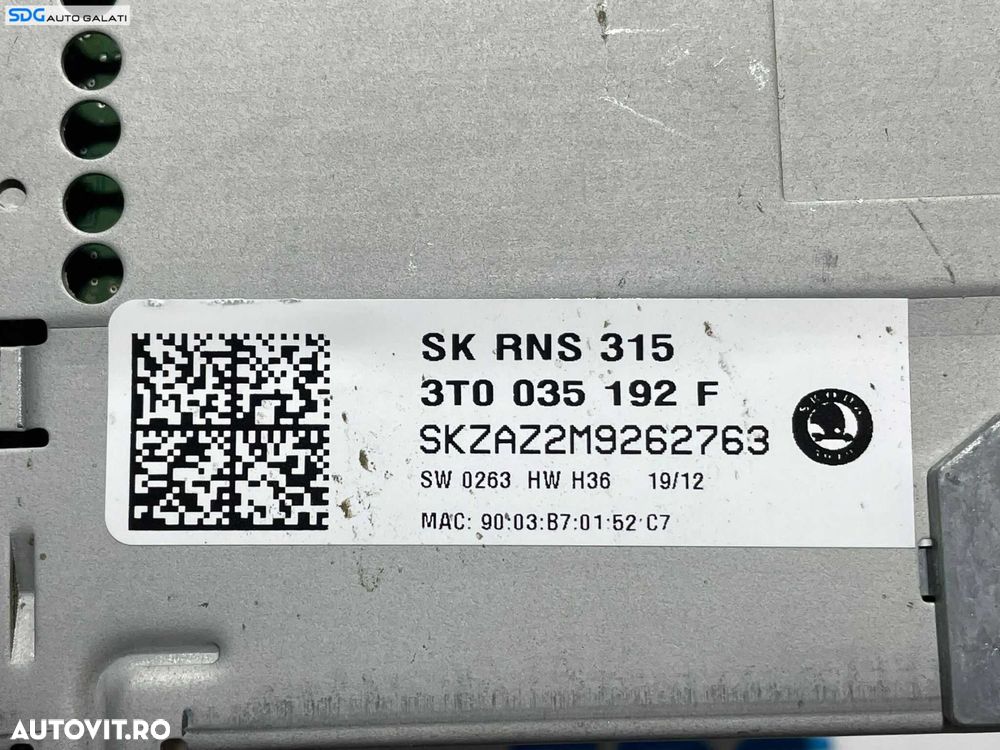 SDG AUTO GALATI
SK RNS 315
3T0 035 192 F
SKZAZ2M9262763
SW 0263 HW H36 19/12
MAC: 90:03:B7:01:52:C7
SKODA
AUTOVIT.RO